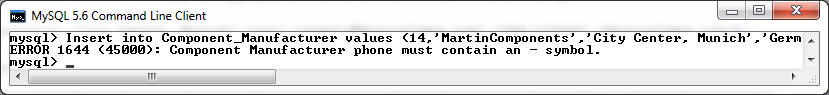 MySQL 5.6 Command Line Client
mysql> Insert into Component_Manufacturer values (14,'MartinComponents','City Center, Munich','Germ
ERROR 1644 (45000): Component Manufacturer phone must contain an - symbol.
mysql> _